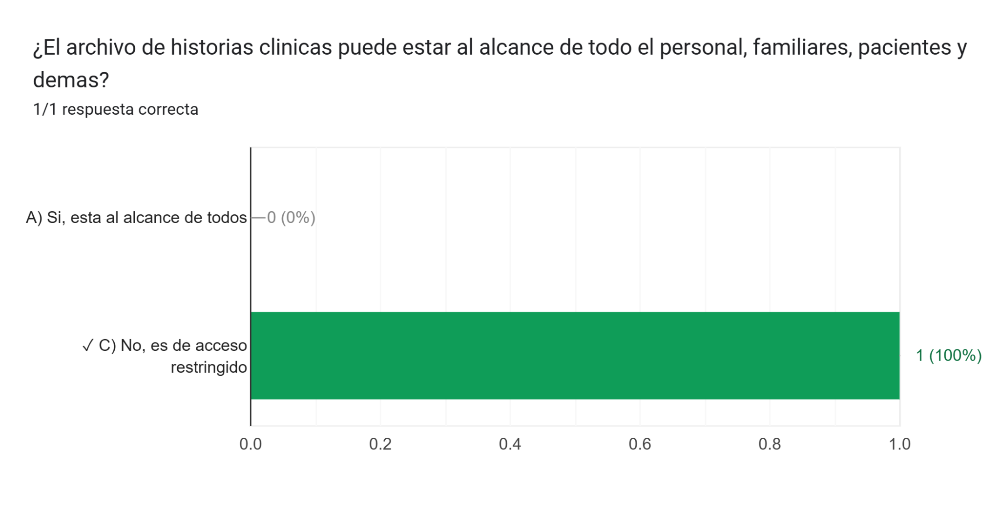 ¿El archivo de historias clinicas puede estar al alcance de todo el personal, familiares, pacientes y
demas?
1/1 respuesta correcta
A) Si, esta al alcance de todos
0 (0%)
✓ C) No, es de acceso
restringido
1 (100%)
0.0 0.2 0.4 0.6 0.8 1.0